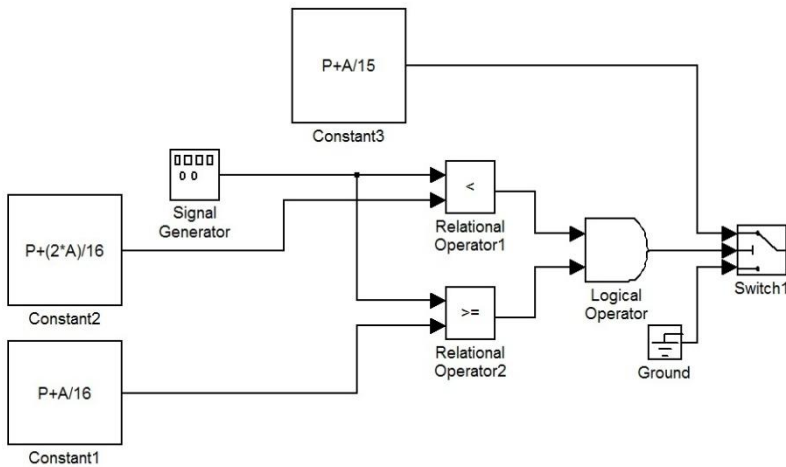 P+A/15
Constant3
Signal
Generator
<
Relational
Operator1
P+(2*A)/16
Constant2
Logical
Operator
Switch1
>=
Relational
Operator2
Ground
P+A/16
Constant1